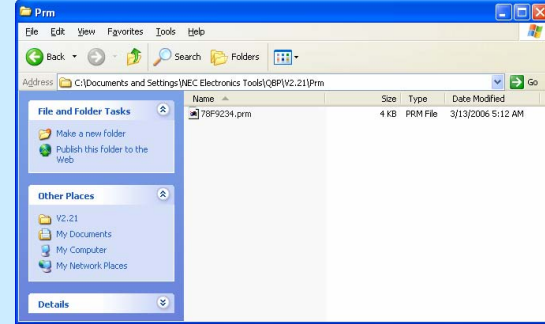 Prm
File Edit View Favorites Tools Help
Back Search Folders
Address C:\Documents and Settings\NEC Electronics Tools\QBP\V2.21\Prm Go
Name Size Type Date Modified
78F9234.prm 4 KB PRM File 3/13/2006 5:12 AM
File and Folder Tasks
Make a new folder
Publish this folder to the
Web
Other Places
V2.21
My Documents
My Computer
My Network Places
Details